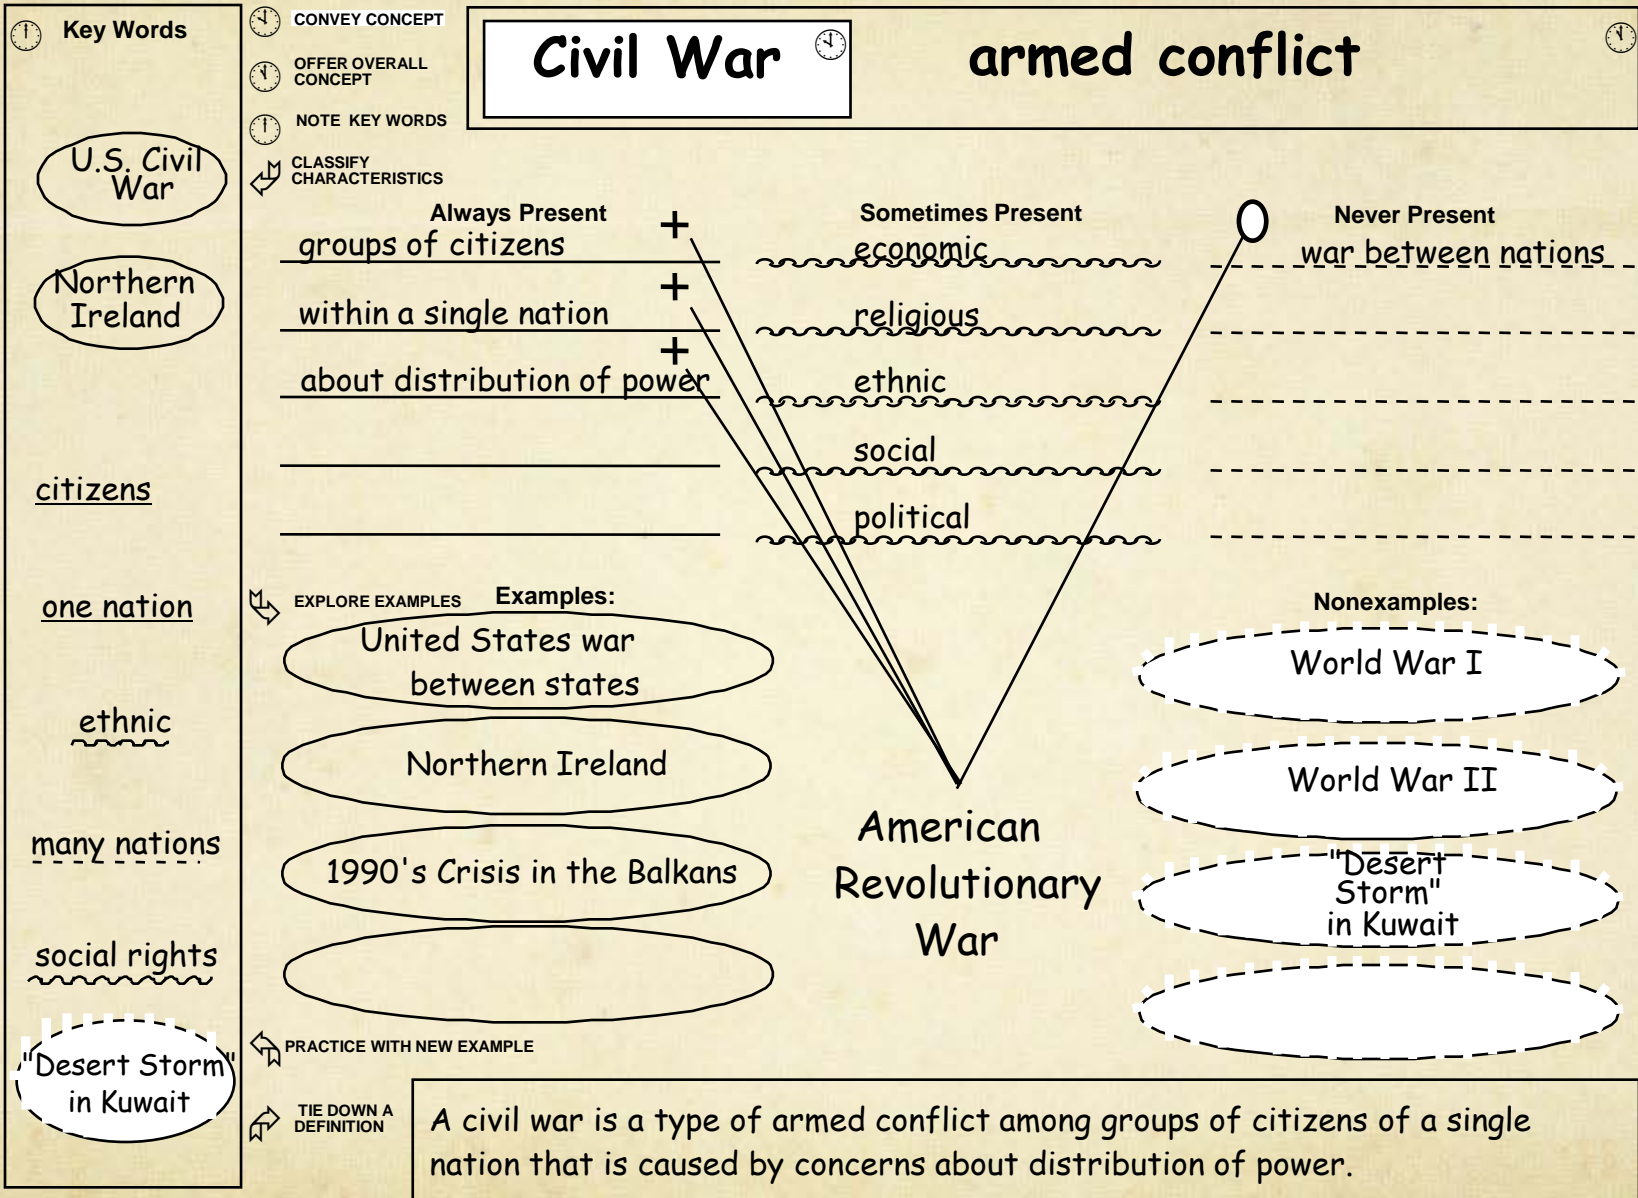 Key Words
U.S. Civil
War
Northern
Ireland
citizens
one nation
ethnic
many nations
social rights
"Desert Storm"
in Kuwait
CONVEY CONCEPT
OFFER OVERALL
CONCEPT
NOTE KEY WORDS
CLASSIFY
CHARACTERISTICS
Civil War
armed conflict
Always Present
groups of citizens
within a single nation
about distribution of power
Sometimes Present
economic
religious
ethnic
social
political
Never Present
war between nations
EXPLORE EXAMPLES
Examples:
United States war
between states
Northern Ireland
1990's Crisis in the Balkans
American
Revolutionary
War
Nonexamples:
World War I
World War II
"Desert
Storm"
in Kuwait
PRACTICE WITH NEW EXAMPLE
TIE DOWN A
DEFINITION
A civil war is a type of armed conflict among groups of citizens of a single
nation that is caused by concerns about distribution of power.